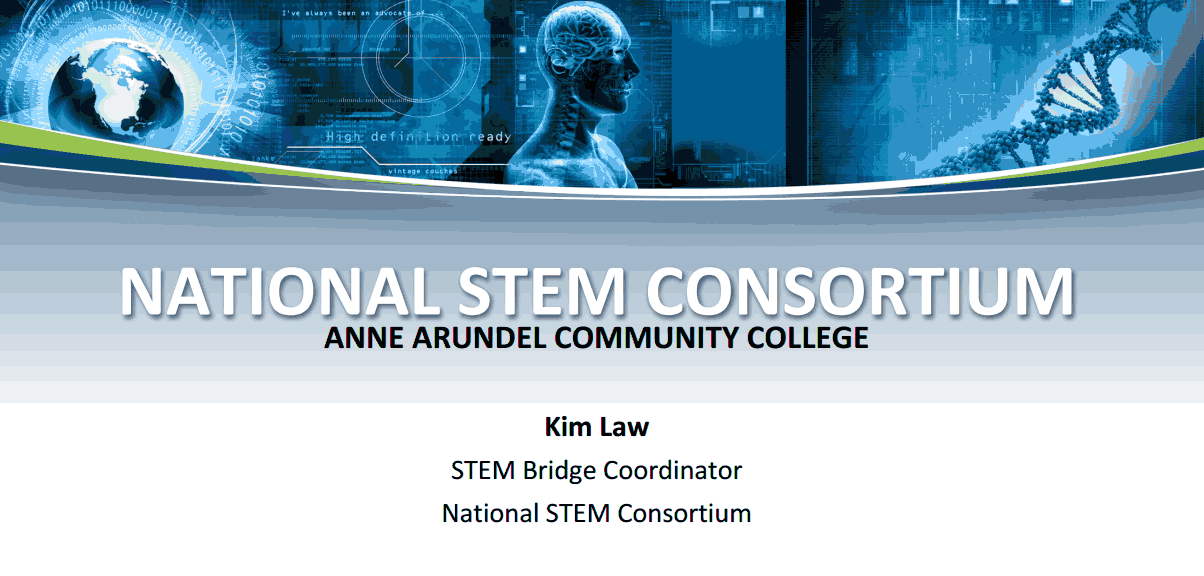 I've always been an advocate of ...
High definition ready
vintage couches
NATIONAL STEM CONSORTIUM
ANNE ARUNDEL COMMUNITY COLLEGE
Kim Law
STEM Bridge Coordinator
National STEM Consortium